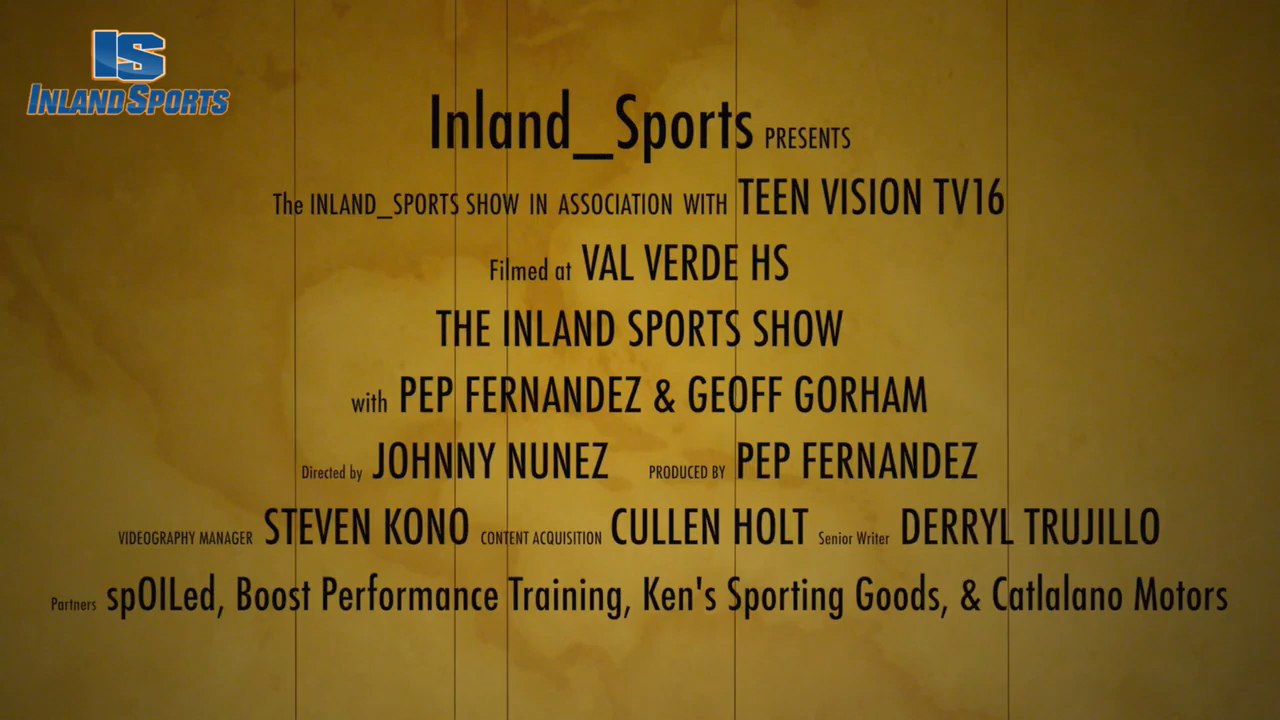 IS
INLANDSPORTS
Inland_Sports PRESENTS
The INLAND_SPORTS SHOW IN ASSOCIATION WITH TEEN VISION TV16
Filmed at VAL VERDE HS
THE INLAND SPORTS SHOW
with PEP FERNANDEZ & GEOFF GORHAM
Directed by JOHNNY NUNEZ PRODUCED BY PEP FERNANDEZ
VIDEOGRAPHY MANAGER STEVEN KONO CONTENT ACQUISITION CULLEN HOLT Senior Writer DERRYL TRUJILLO
Partners spOILed, Boost Performance Training, Ken's Sporting Goods, & Catlalano Motors